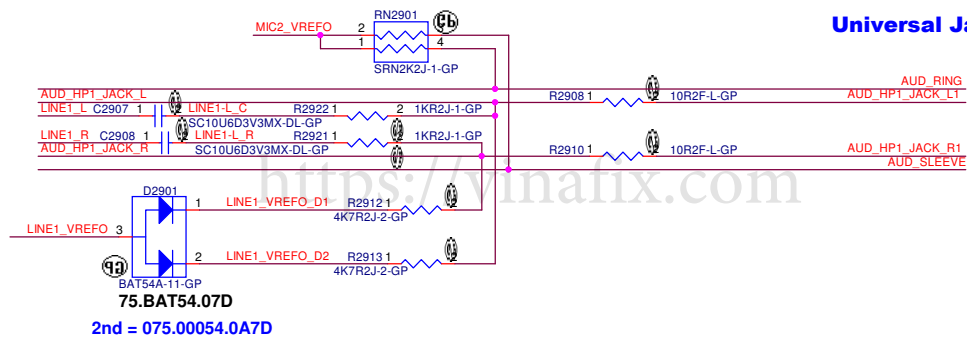 RN2901
Universal Ja
MIC2_VREFO 2
1 4
SRN2K2J-1-GP
AUD_RING
AUD_HP1_JACK_L R2908 1 10R2F-L-GP AUD_HP1_JACK_L1
LINE1_L C2907 1 LINE1-L_C R2922 1 2 1KR2J-1-GP
SC10U6D3V3MX-DL-GP
LINE1_R C2908 1 LINE1-L_R R2921 1 1KR2J-1-GP
AUD_HP1_JACK_R SC10U6D3V3MX-DL-GP R2910 1 10R2F-L-GP AUD_HP1_JACK_R1
AUD_SLEEVE
https://vinafix.com
D2901
1 LINE1_VREFO_D1 R2912 1
4K7R2J-2-GP
LINE1_VREFO 3
2 LINE1_VREFO_D2 R2913 1
4K7R2J-2-GP
BAT54A-11-GP
75.BAT54.07D
2nd = 075.00054.0A7D